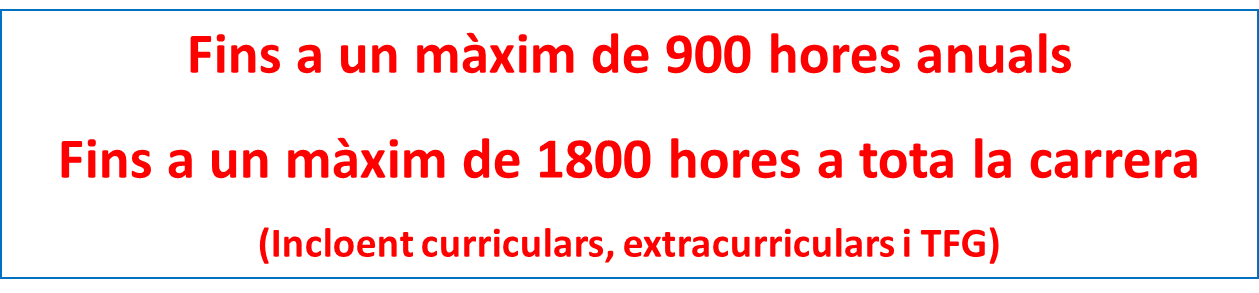 Fins a un màxim de 900 hores anuals
Fins a un màxim de 1800 hores a tota la carrera
(Incloent curriculars, extracurriculars i TFG)